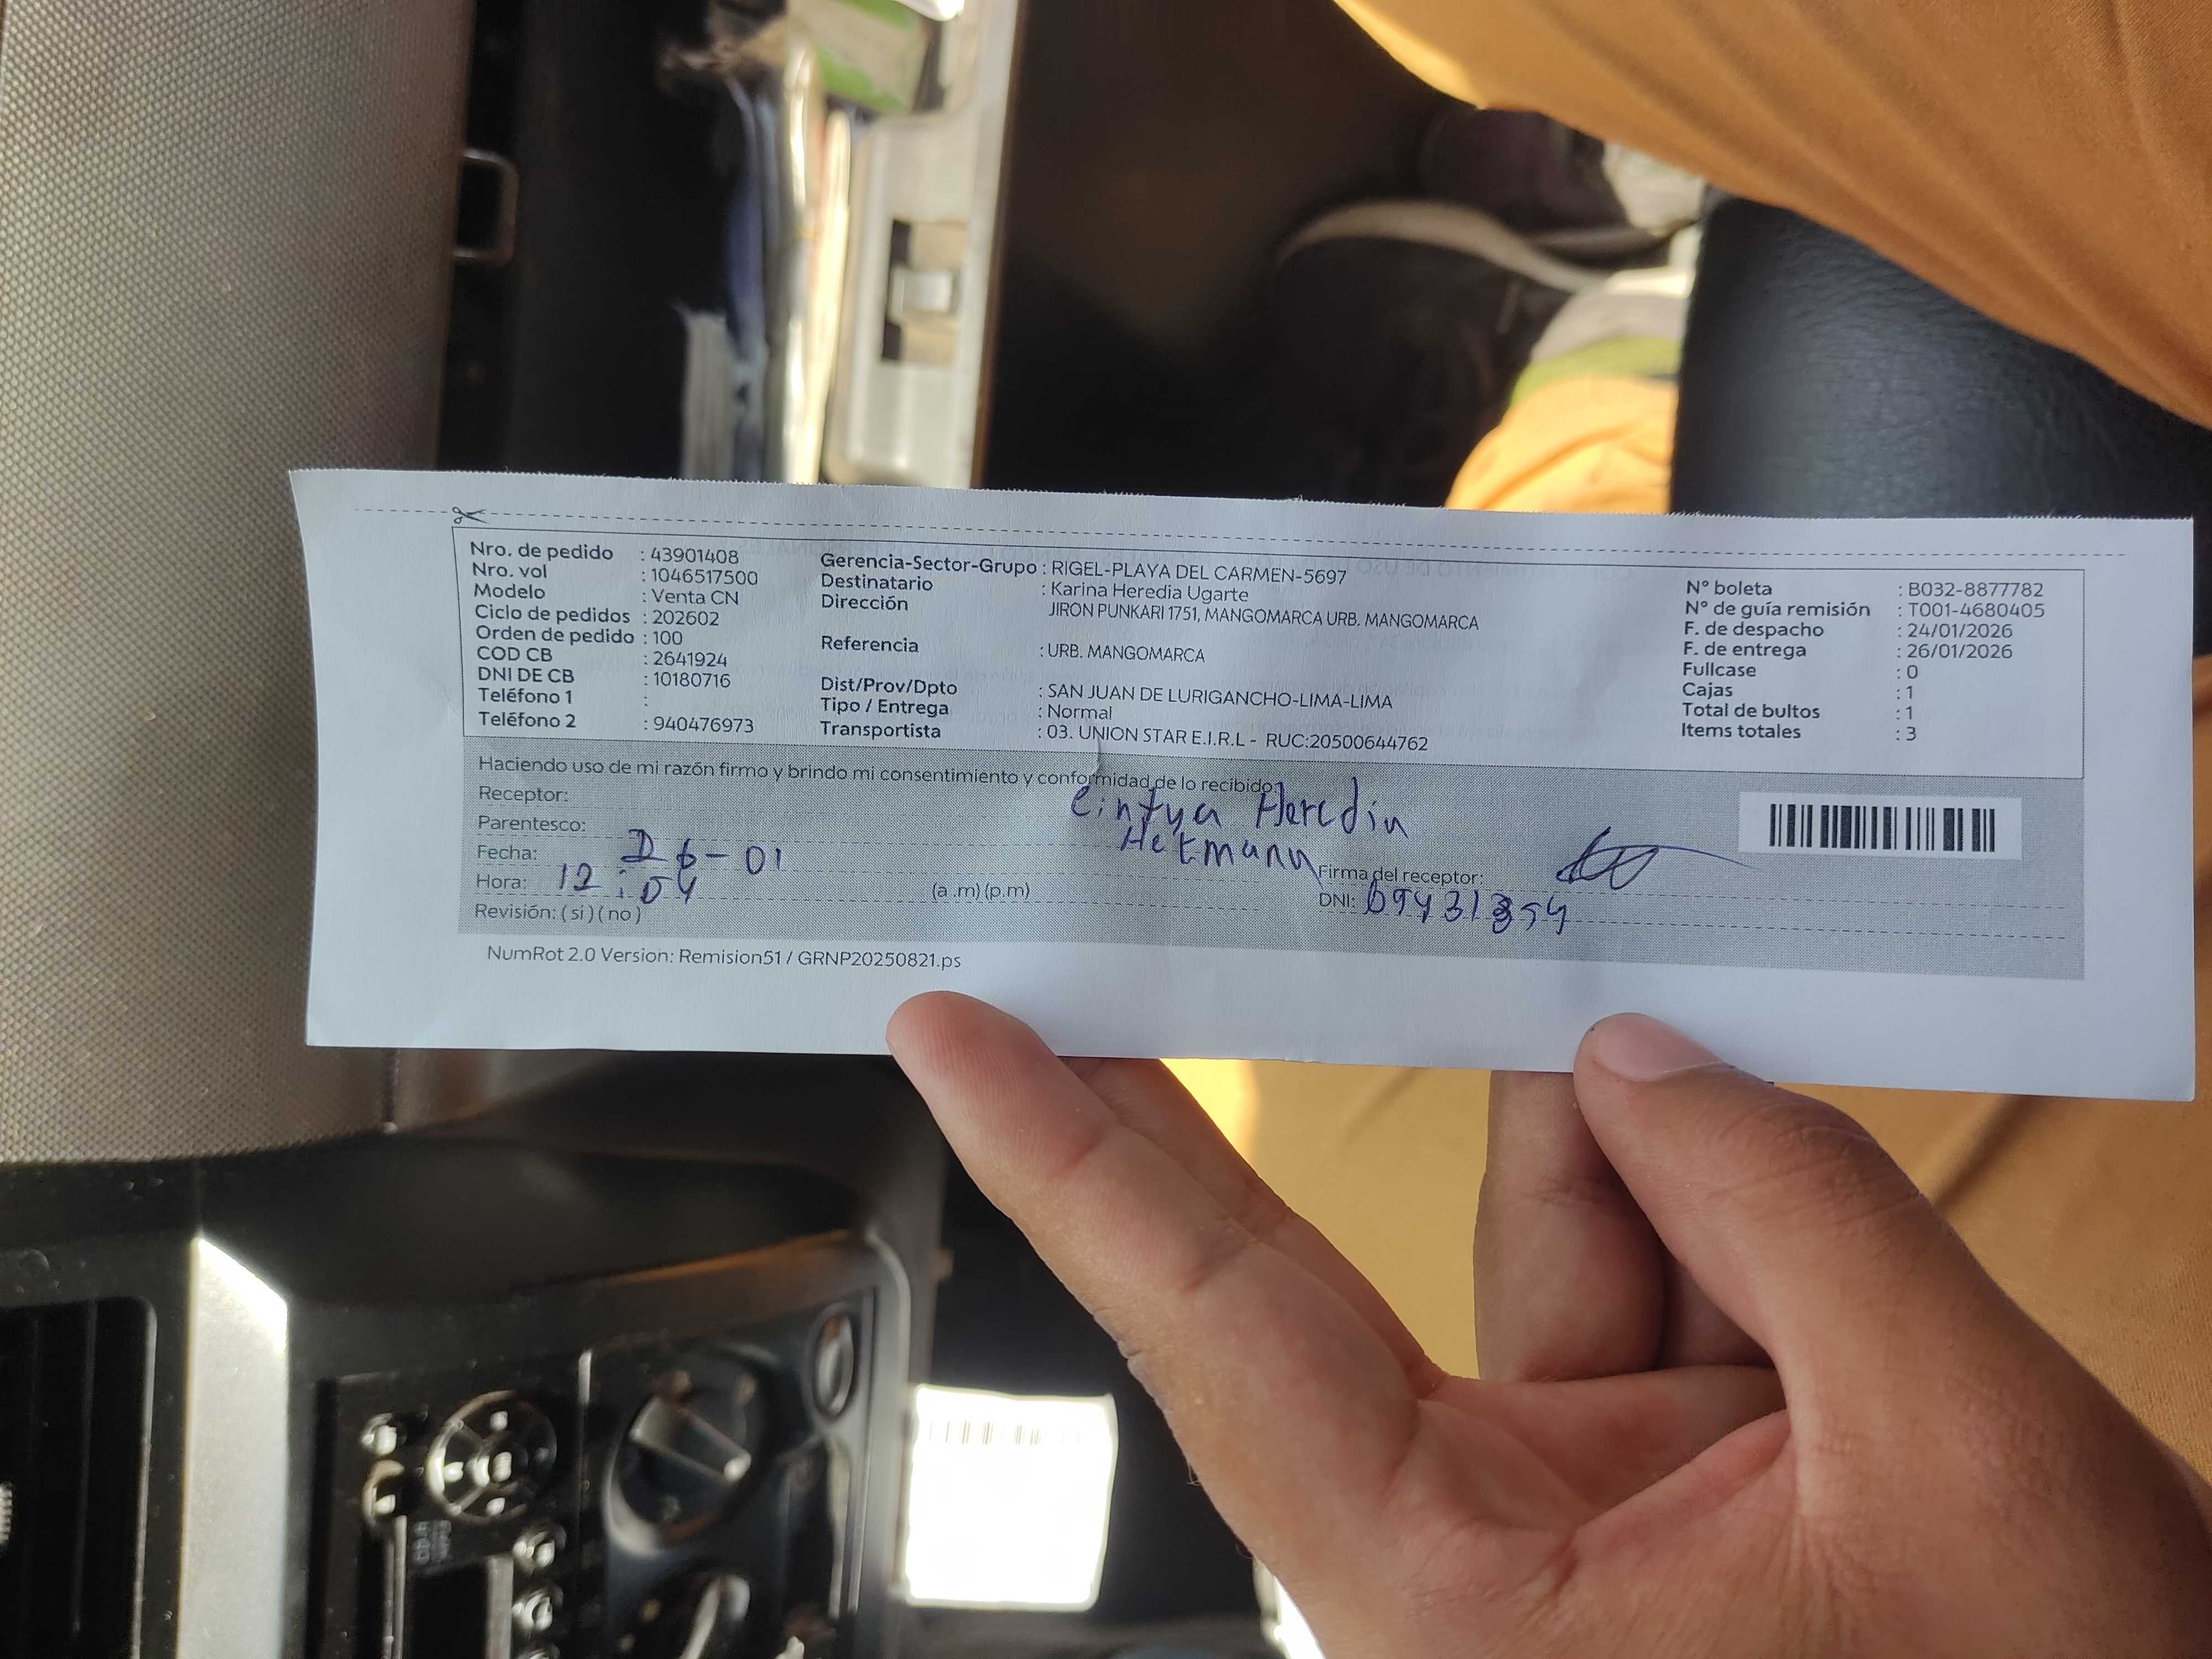 Nro. de pedido : 43901408
Nro. vol : 1046517500
Modelo : Venta CN
Ciclo de pedidos : 202602
Orden de pedido : 100
COD CB : 2641924
DNI DE CB : 10180716
Teléfono 1 :
Teléfono 2 : 940476973
Gerencia-Sector-Grupo : RIGEL-PLAYA DEL CARMEN-5697
Destinatario : Karina Heredia Ugarte
Dirección JIRON PUNKARI 1751, MANGOMARCA URB. MANGOMARCA
Referencia : URB. MANGOMARCA
Dist/Prov/Dpto : SAN JUAN DE LURIGANCHO-LIMA-LIMA
Tipo / Entrega : Normal
Transportista : 03. UNION STAR E.I.R.L - RUC:20500644762
N° boleta : B032-8877782
N° de guía remisión : T001-4680405
F. de despacho : 24/01/2026
F. de entrega : 26/01/2026
Fullcase : 0
Cajas : 1
Total de bultos : 1
Items totales : 3
Haciendo uso de mi razón firmo y brindo mi consentimiento y conformidad de lo recibido:
Receptor: Cintya Heredia
Parentesco: Hermana
Fecha: 26-01
Hora: 12:04 (a.m) (p.m)
Firma del receptor:
DNI:
Revisión: ( si ) ( no )
NumRot 2.0 Version: Remision51 / GRNP20250821.ps